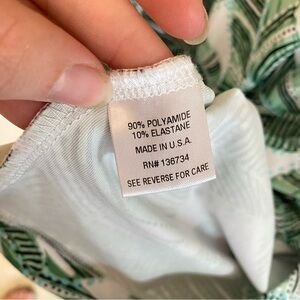 90% POLYAMIDE
10% ELASTANE
MADE IN U.S.A.
RN# 136734
SEE REVERSE FOR CARE